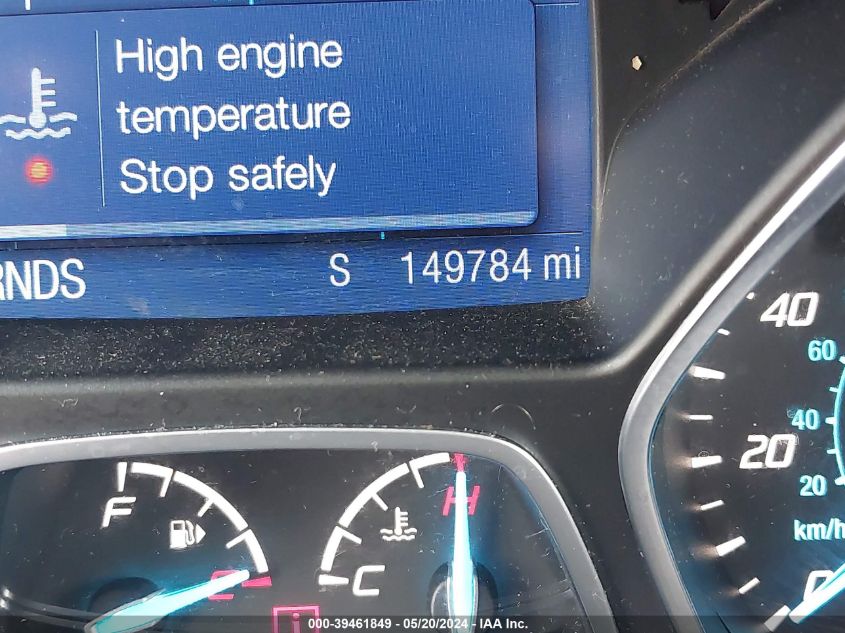 High engine
temperature
Stop safely
RNDS S 149784 mi
40
60
40
20
20
km/h
0
F
E
H
C
i
000-39461849 - 05/20/2024 - IAA Inc.